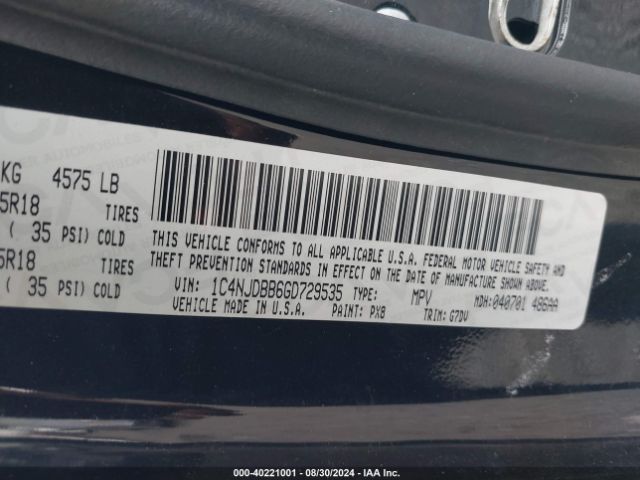 KG 4575 LB
5R18 TIRES
( 35 PSI) COLD
5R18 TIRES
( 35 PSI) COLD
THIS VEHICLE CONFORMS TO ALL APPLICABLE U.S.A. FEDERAL MOTOR VEHICLE SAFETY AND
THEFT PREVENTION STANDARDS IN EFFECT ON THE DATE OF MANUFACTURE SHOWN ABOVE.
VIN: 1C4NJDBB6GD729535 TYPE: MPV MDH:040701 486AA
VEHICLE MADE IN U.S.A. PAINT: PX8 TRIM: G7DV
000-40221001 - 08/30/2024 - IAA Inc.